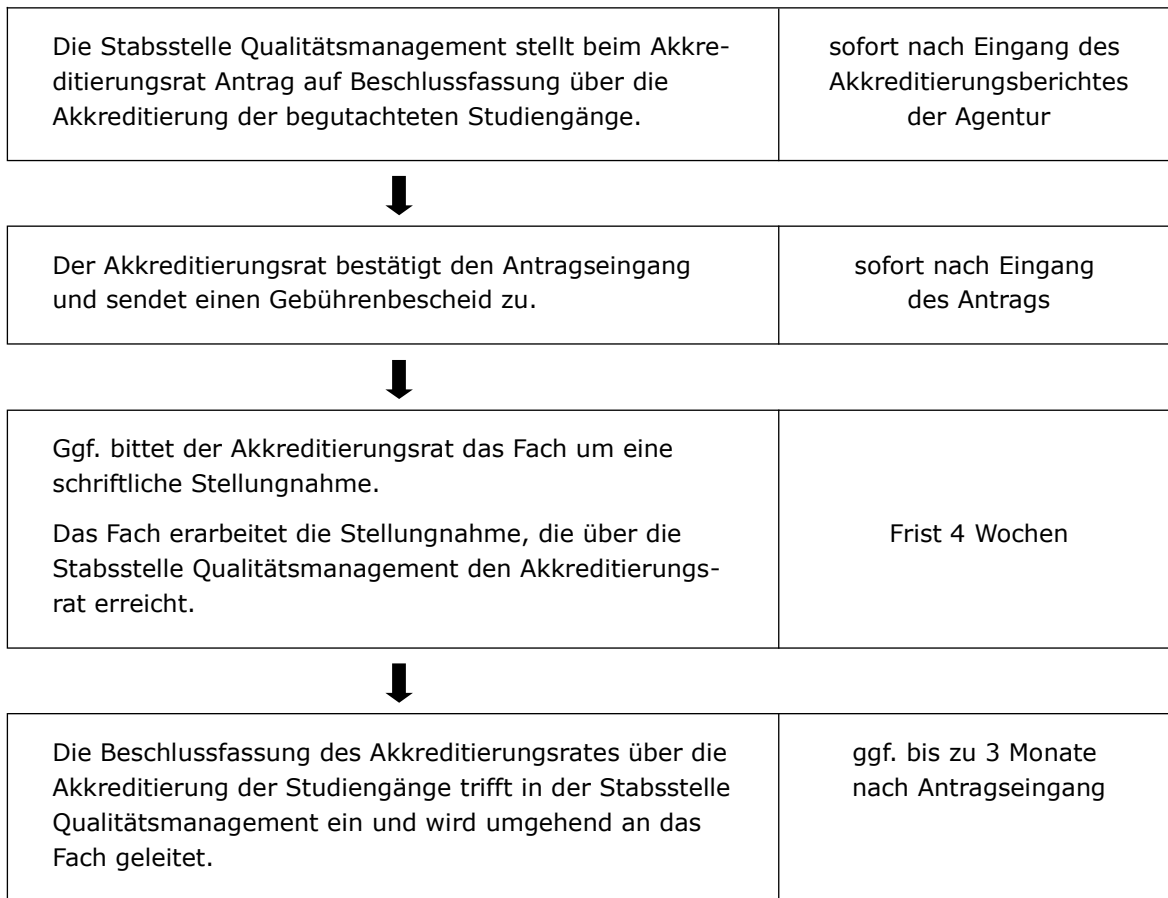 Die Stabsstelle Qualitätsmanagement stellt beim Akkre-
ditierungsrat Antrag auf Beschlussfassung über die
Akkreditierung der begutachteten Studiengänge.
sofort nach Eingang des
Akkreditierungsberichtes
der Agentur
Der Akkreditierungsrat bestätigt den Antragseingang
und sendet einen Gebührenbescheid zu.
sofort nach Eingang
des Antrags
Ggf. bittet der Akkreditierungsrat das Fach um eine
schriftliche Stellungnahme.
Das Fach erarbeitet die Stellungnahme, die über die
Stabsstelle Qualitätsmanagement den Akkreditierungs-
rat erreicht.
Frist 4 Wochen
Die Beschlussfassung des Akkreditierungsrates über die
Akkreditierung der Studiengänge trifft in der Stabsstelle
Qualitätsmanagement ein und wird umgehend an das
Fach geleitet.
ggf. bis zu 3 Monate
nach Antragseingang